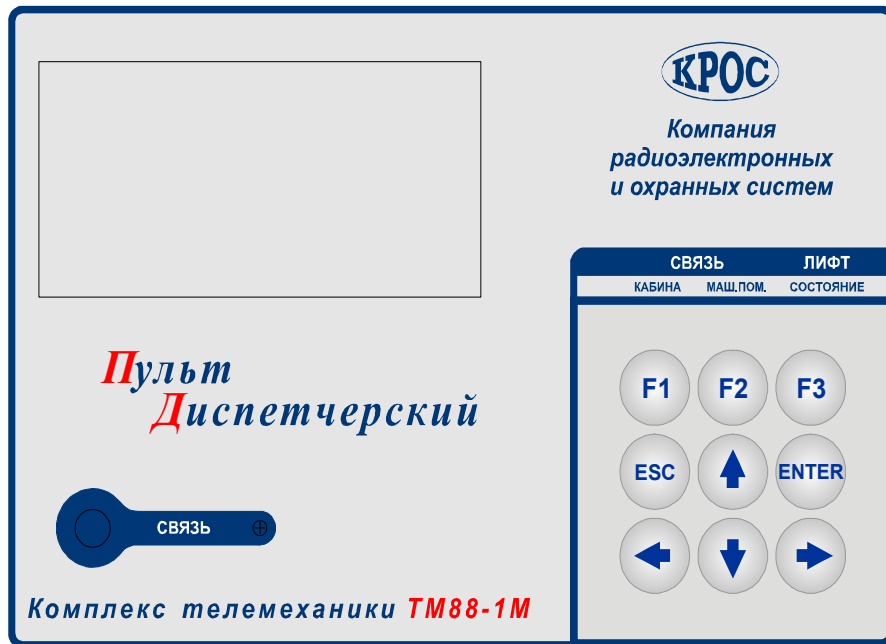 КРОС
Компания
радиоэлектронных
и охранных систем
СВЯЗЬ ЛИФТ
КАБИНА МАШ.ПОМ. СОСТОЯНИЕ
Пульт
Диспетчерский
F1 F2 F3
ESC ENTER
СВЯЗЬ
Комплекс телемеханики ТМ88-1М